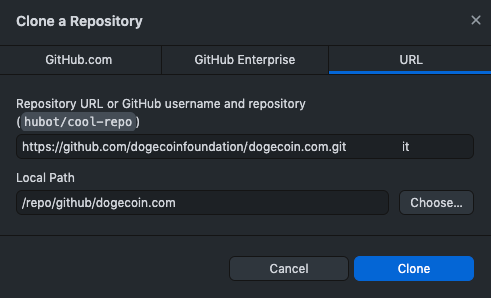 Clone a Repository
GitHub.com
GitHub Enterprise
URL
Repository URL or GitHub username and repository
(hubot/cool-repo)
https://github.com/dogecoinfoundation/dogecoin.com.git it
Local Path
/repo/github/dogecoin.com
Choose...
Cancel
Clone